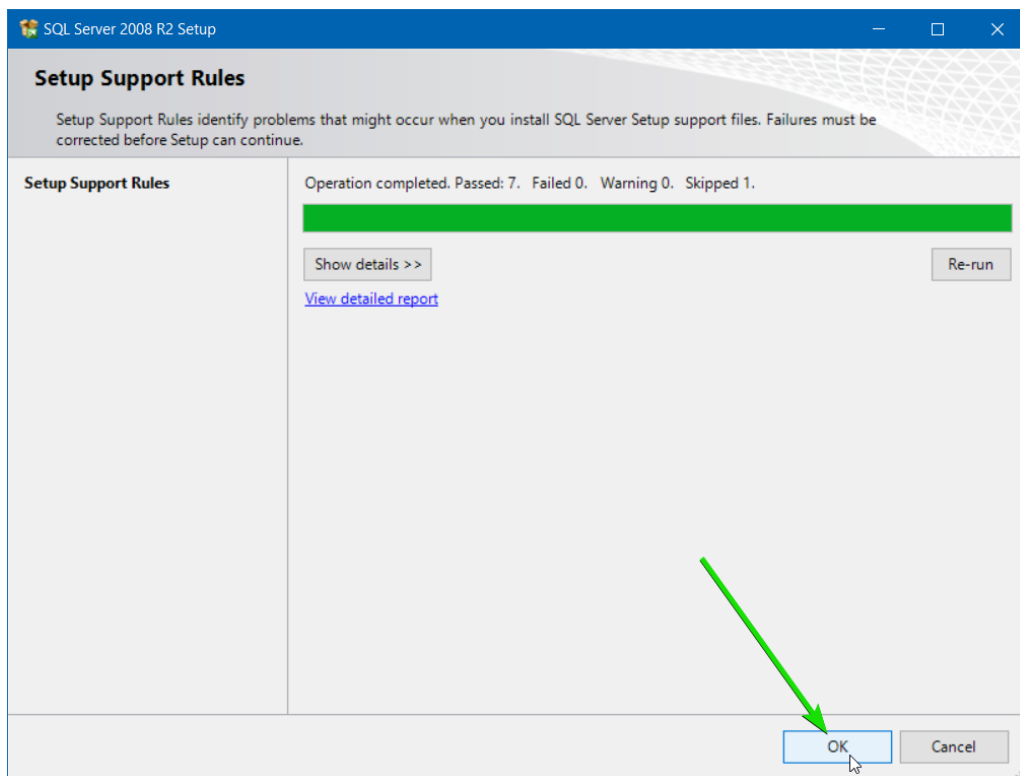 SQL Server 2008 R2 Setup
Setup Support Rules
Setup Support Rules identify problems that might occur when you install SQL Server Setup support files. Failures must be
corrected before Setup can continue.
Setup Support Rules
Operation completed. Passed: 7.   Failed 0.   Warning 0.   Skipped 1.
Show details >>
Re-run
View detailed report
OK
Cancel